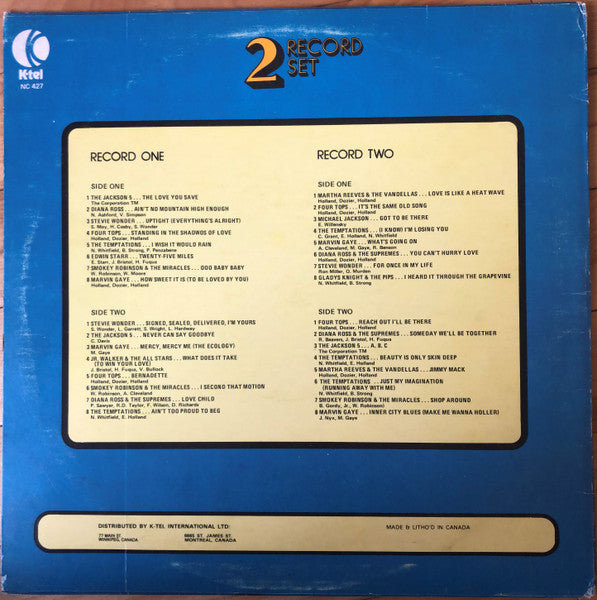 K-tel
NC 427
2 RECORD SET
RECORD ONE
SIDE ONE
1 THE JACKSON 5 . . . THE LOVE YOU SAVE
The Corporation TM
2 DIANA ROSS . . AIN'T NO MOUNTAIN HIGH ENOUGH
N. Ashford, V. Simpson
3 STEVIE WONDER . . . UPTIGHT (EVERYTHING'S ALRIGHT)
S. Moy, H. Cosby, S. Wonder
4 FOUR TOPS . . . STANDING IN THE SHADWOS OF LOVE
Holland, Dozier, Holland
5 THE TEMPTATIONS . . . I WISH IT WOULD RAIN
N. Whitfield, B. Strong, P. Penzabene
6 EDWIN STARR . . . TWENTY-FIVE MILES
E. Starr, J. Bristol, H. Fuqua
7 SMOKEY ROBINSON & THE MIRACLES . . . OOO BABY BABY
W. Robinson, W. Moore
8 MARVIN GAYE . . . HOW SWEET IT IS (TO BE LOVED BY YOU)
Holland, Dozier, Holland
SIDE TWO
1 STEVIE WONDER . . . SIGNED, SEALED, DELIVERED, I'M YOURS
S. Wonder, L. Garrett, S. Wright, L. Hardaway
2 THE JACKSON 5 . . . NEVER CAN SAY GOODBYE
C. Davis
3 MARVIN GAYE . . . MERCY, MERCY ME (THE ECOLOGY)
M. Gaye
4 JR. WALKER & THE ALL STARS . . . WHAT DOES IT TAKE
(TO WIN YOUR LOVE)
J. Bristol, H. Fuqua, V. Bullock
5 FOUR TOPS . . . BERNADETTE
Holland, Dozier, Holland
6 SMOKEY ROBINSON & THE MIRACLES . . . I SECOND THAT MOTION
W. Robinson, A. Cleveland
7 DIANA ROSS & THE SUPREMES . . . LOVE CHILD
P. Sawyer, R.D. Taylor, F. Wilson, D. Richards
8 THE TEMPTATIONS . . . AIN'T TOO PROUD TO BEG
N. Whitfield, E. Holland
RECORD TWO
SIDE ONE
1 MARTHA REEVES & THE VANDELLAS . . . LOVE IS LIKE A HEAT WAVE
Holland, Dozier, Holland
2 FOUR TOPS . . . IT'S THE SAME OLD SONG
Holland, Dozier, Holland
3 MICHAEL JACKSON . . . GOT TO BE THERE
E. Willensky
4 THE TEMPTATIONS . . . (I KNOW) I'M LOSING YOU
C. Grant, E. Holland, N. Whitfield
5 MARVIN GAYE . . . WHAT'S GOING ON
A. Cleveland, M. Gaye, R. Benson
6 DIANA ROSS & THE SUPREMES . . . YOU CAN'T HURRY LOVE
Holland, Dozier, Holland
7 STEVIE WONDER . . . FOR ONCE IN MY LIFE
Ron Miller, O. Murden
8 GLADYS KNIGHT & THE PIPS . . . I HEARD IT THROUGH THE GRAPEVINE
N. Whitfield, B. Strong
SIDE TWO
1 FOUR TOPS . . . REACH OUT I'LL BE THERE
Holland, Dozier, Holland
2 DIANA ROSS & THE SUPREMES . . . SOMEDAY WE'LL BE TOGETHER
R. Beavers, J. Bristol, H. Fuqua
3 THE JACKSON 5 . . . A, B, C
The Corporation TM
4 THE TEMPTATIONS . . . BEAUTY IS ONLY SKIN DEEP
N. Whitfield, E. Holland
5 MARTHA REEVES & THE VANDELLAS . . . JIMMY MACK
Holland, Dozier, Holland
6 THE TEMPTATIONS . . . JUST MY IMAGINATION
(RUNNING AWAY WITH ME)
N. Whitfield, B. Strong
7 SMOKEY ROBINSON & THE MIRACLES . . . SHOP AROUND
B. Gordy, Jr., W. Robinson)
8 MARVIN GAYE . . . INNER CITY BLUES (MAKE ME WANNA HOLLER)
J. Nyx, M. Gaye
DISTRIBUTED BY K-TEL INTERNATIONAL LTD:
77 MAIN ST.
WINNIPEG, CANADA
6685 ST. JAMES ST.
MONTREAL, CANADA
MADE & LITHO'D IN CANADA